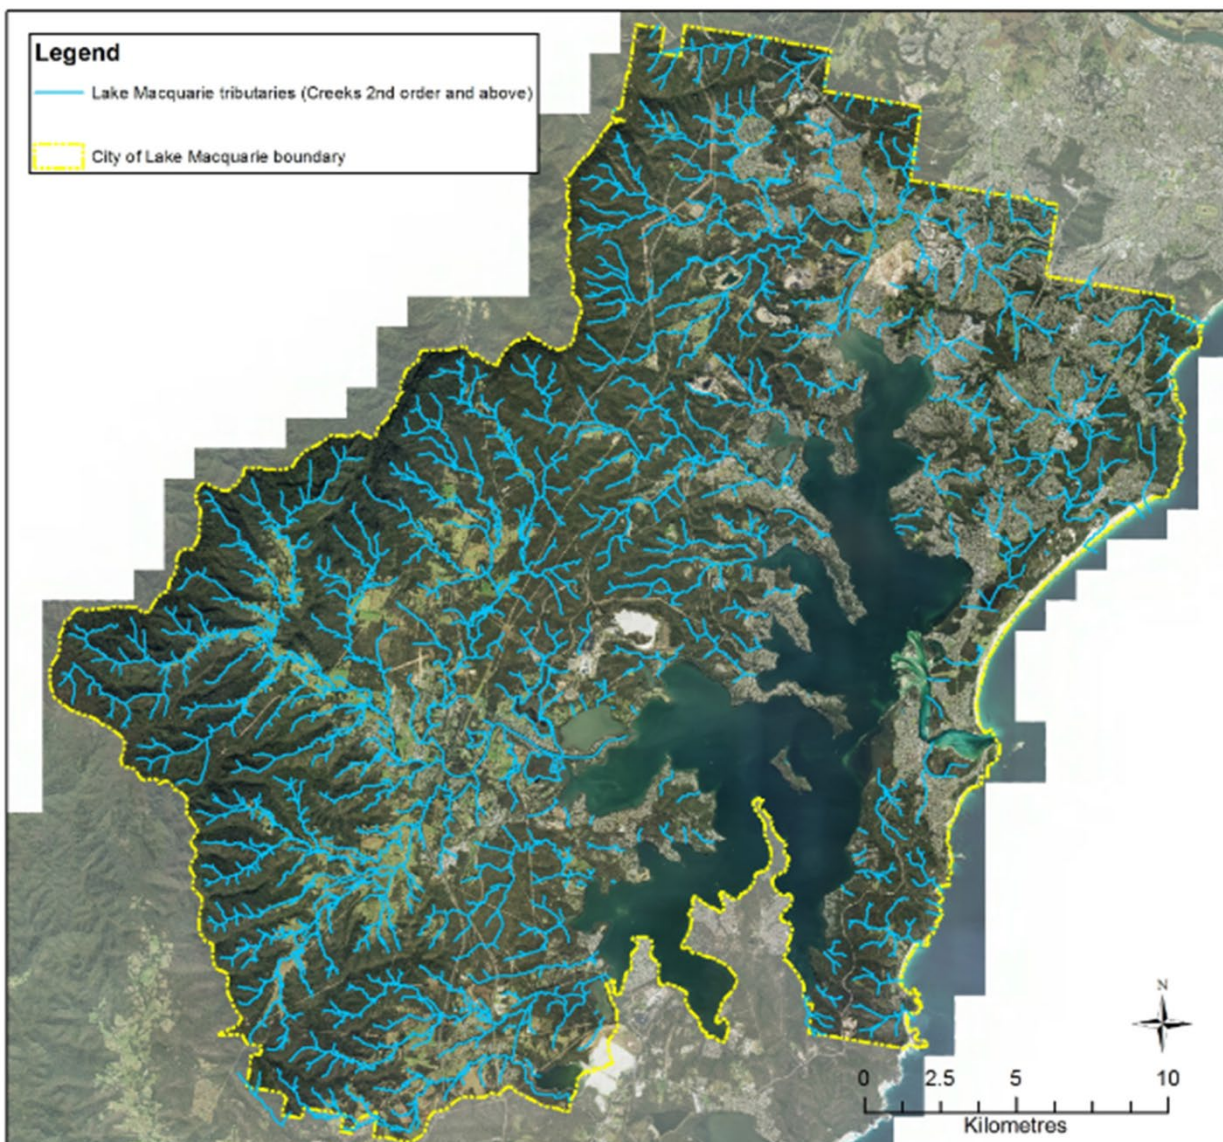 Legend
Lake Macquarie tributaries (Creeks 2nd order and above)
City of Lake Macquarie boundary
N
0 2.5 5 10
Kilometres